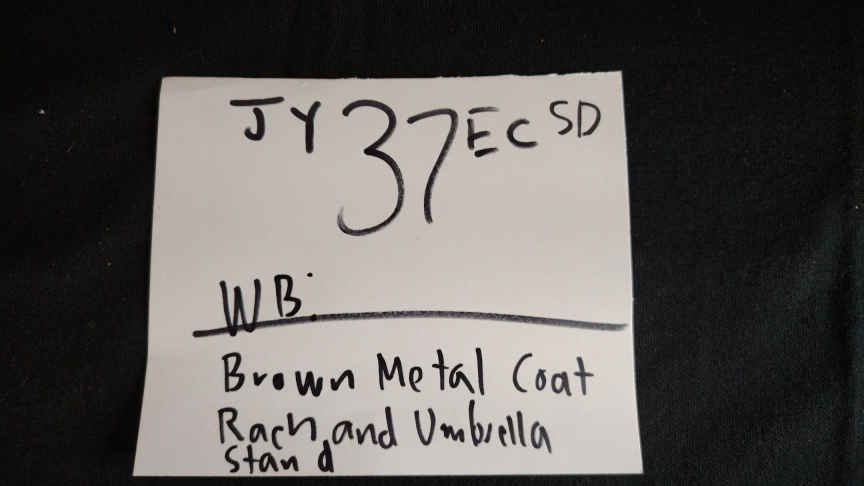 JY 37 EC SD
WB:
Brown Metal Coat
Rach and Umbrella
Stand